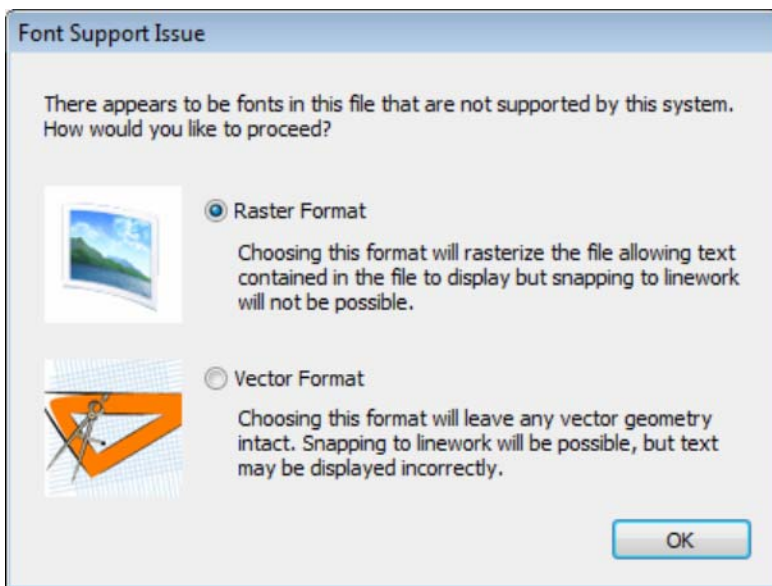 Font Support Issue
There appears to be fonts in this file that are not supported by this system.
How would you like to proceed?
Raster Format
Choosing this format will rasterize the file allowing text
contained in the file to display but snapping to linework
will not be possible.
Vector Format
Choosing this format will leave any vector geometry
intact. Snapping to linework will be possible, but text
may be displayed incorrectly.
OK